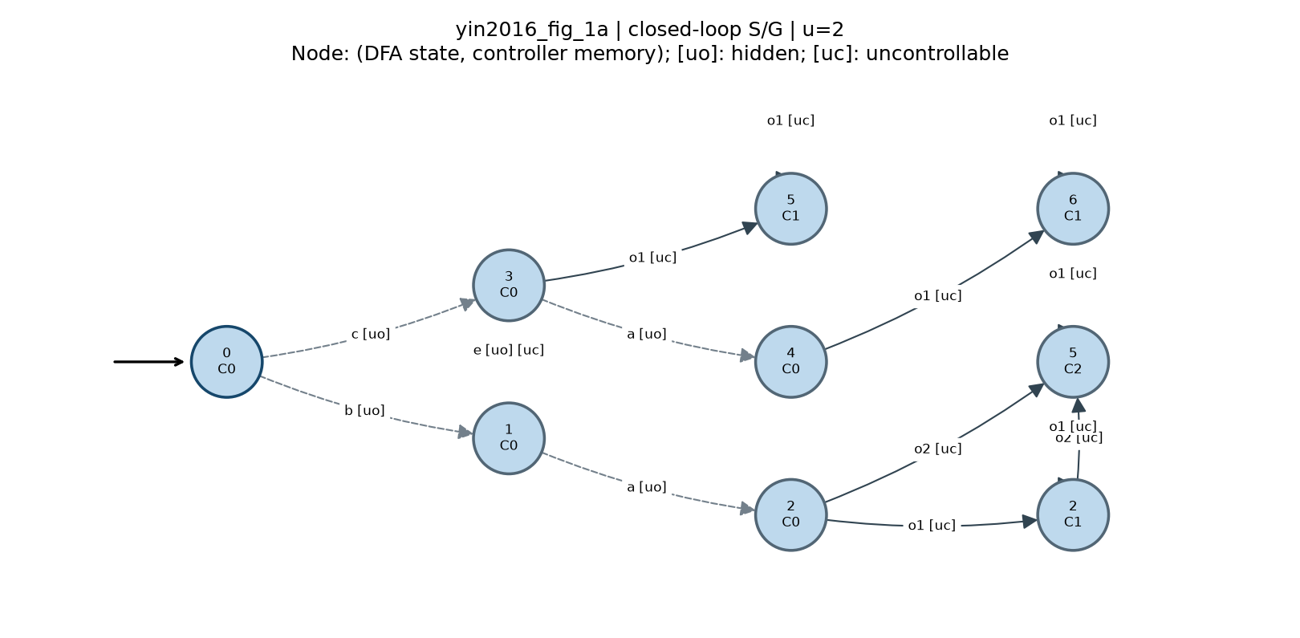 yin2016_fig_1a | closed-loop S/G | u=2
Node: (DFA state, controller memory); [uo]: hidden; [uc]: uncontrollable
o1 [uc]
o1 [uc]
5
C1
6
C1
o1 [uc]
3
C0
o1 [uc]
o1 [uc]
c [uo]
a [uo]
e [uo] [uc]
0
C0
4
C0
5
C2
b [uo]
o1 [uc]
o2 [uc]
1
C0
o2 [uc]
a [uo]
2
C0
o1 [uc]
2
C1